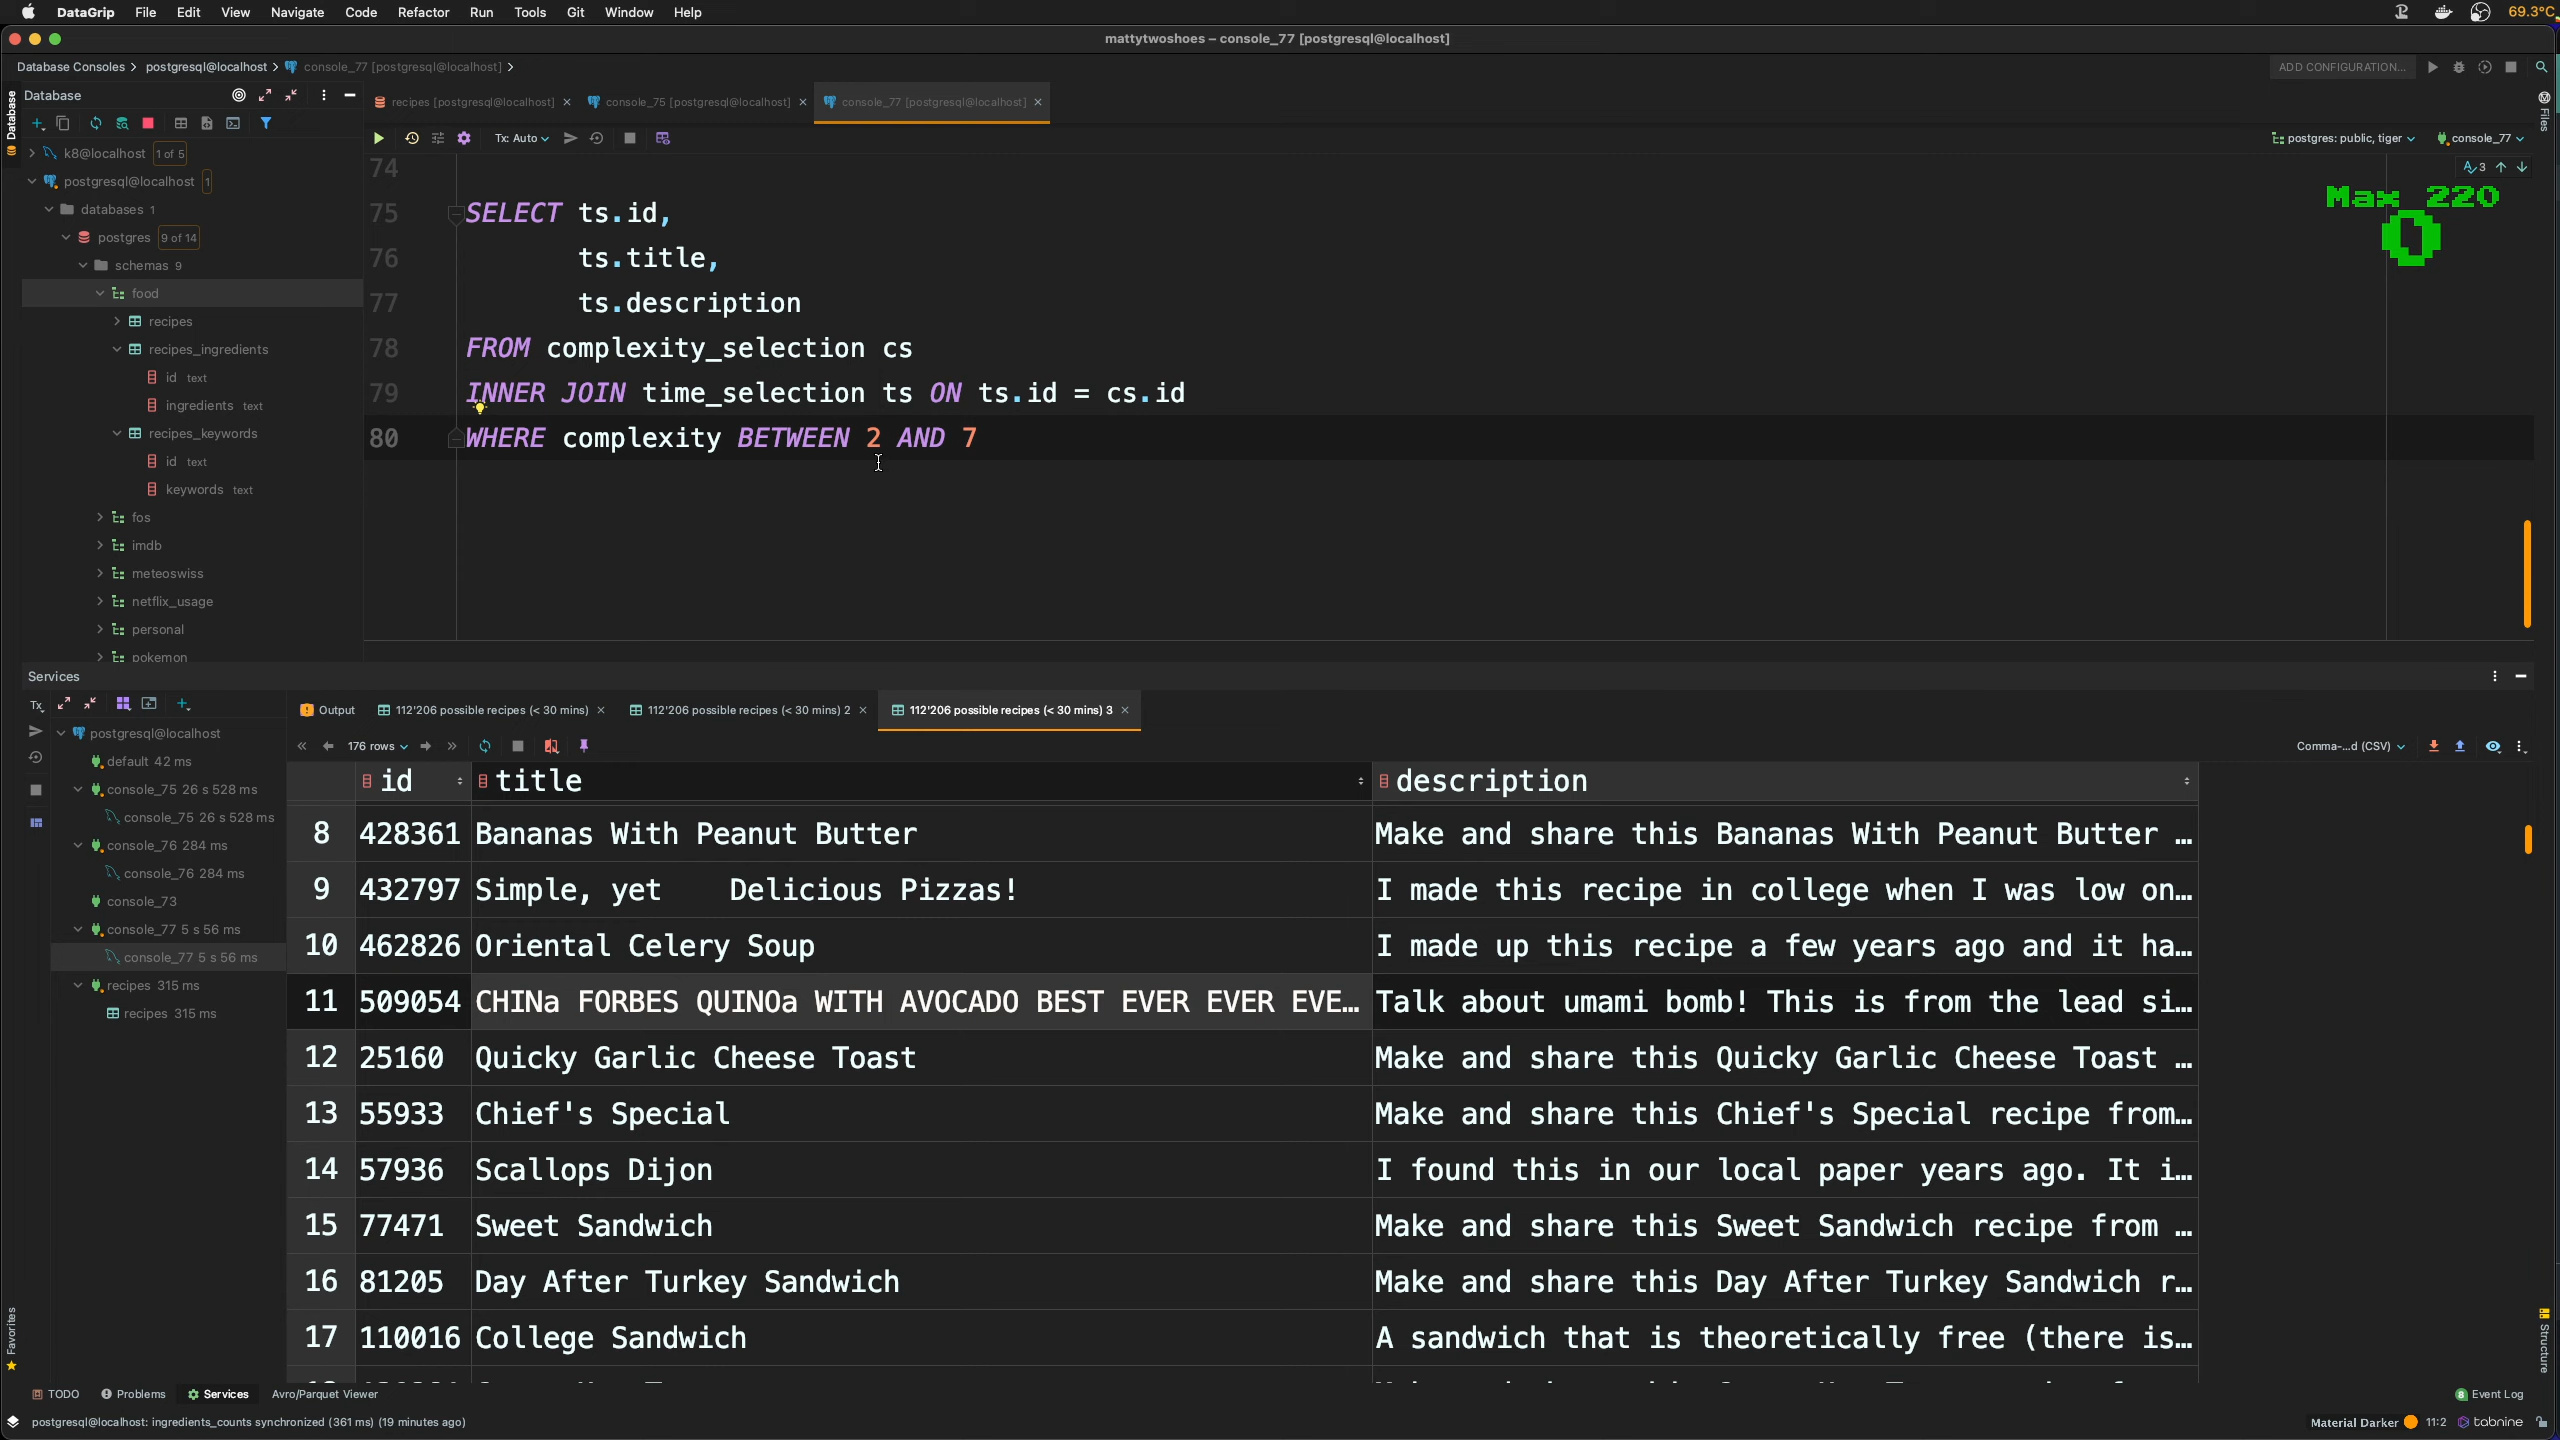 DataGrip File Edit View Navigate Code Refactor Run Tools Git Window Help 69.3°C
mattytwoshoes – console_77 [postgresql@localhost]
Database Consoles postgresql@localhost console_77 [postgresql@localhost] ADD CONFIGURATION...
Database
recipes [postgresql@localhost] console_75 [postgresql@localhost] console_77 [postgresql@localhost]
Tx: Auto postgres: public, tiger console_77
Database
k8@localhost 1 of 5
postgresql@localhost 1
databases 1
postgres 9 of 14
schemas 9
food
recipes
recipes_ingredients
id text
ingredients text
recipes_keywords
id text
keywords text
fos
imdb
meteoswiss
netflix_usage
personal
pokemon
Files
3
Max 220
0
74
75 SELECT ts.id,
76 ts.title,
77 ts.description
78 FROM complexity_selection cs
79 INNER JOIN time_selection ts ON ts.id = cs.id
80 WHERE complexity BETWEEN 2 AND 7
Services
Tx
postgresql@localhost
default 42 ms
console_75 26 s 528 ms
console_75 26 s 528 ms
console_76 284 ms
console_76 284 ms
console_73
console_77 5 s 56 ms
console_77 5 s 56 ms
recipes 315 ms
recipes 315 ms
Output 112'206 possible recipes (< 30 mins) 112'206 possible recipes (< 30 mins) 2 112'206 possible recipes (< 30 mins) 3
176 rows Comma-...d (CSV)
id title description
8 428361 Bananas With Peanut Butter Make and share this Bananas With Peanut Butter …
9 432797 Simple, yet Delicious Pizzas! I made this recipe in college when I was low on…
10 462826 Oriental Celery Soup I made up this recipe a few years ago and it ha…
11 509054 CHINa FORBES QUINOa WITH AVOCADO BEST EVER EVER EVE… Talk about umami bomb! This is from the lead si…
12 25160 Quicky Garlic Cheese Toast Make and share this Quicky Garlic Cheese Toast …
13 55933 Chief's Special Make and share this Chief's Special recipe from…
14 57936 Scallops Dijon I found this in our local paper years ago. It i…
15 77471 Sweet Sandwich Make and share this Sweet Sandwich recipe from …
16 81205 Day After Turkey Sandwich Make and share this Day After Turkey Sandwich r…
17 110016 College Sandwich A sandwich that is theoretically free (there is…
Favorites
Structure
TODO Problems Services Avro/Parquet Viewer 8 Event Log
postgresql@localhost: ingredients_counts synchronized (361 ms) (19 minutes ago) Material Darker 11:2 tabnine